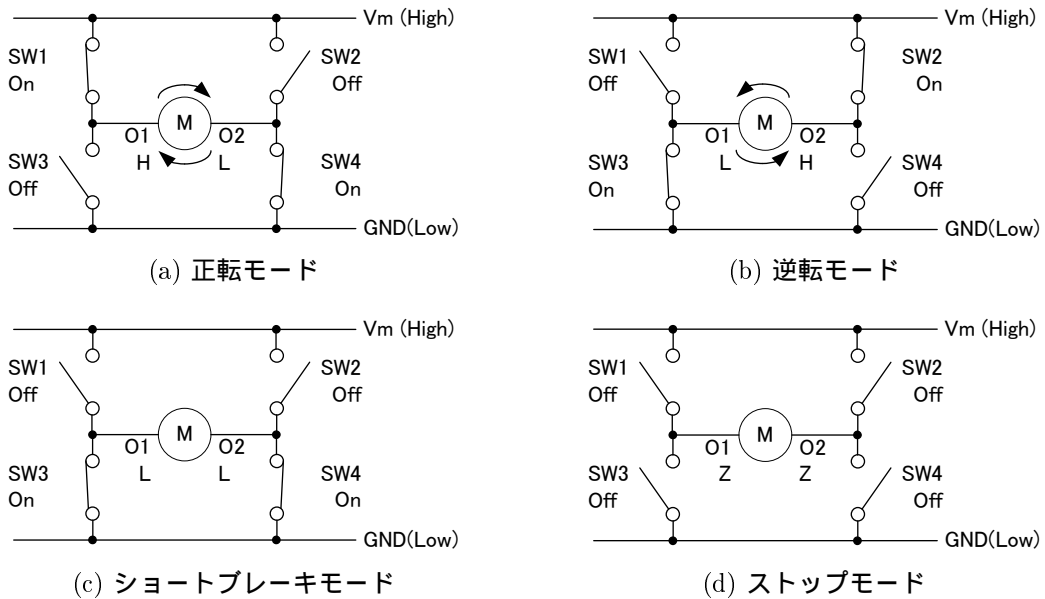 Vm (High)
SW1
On
SW2
Off
M
O1
O2
H
L
SW3
Off
SW4
On
GND(Low)
(a) 正転モード
Vm (High)
SW1
Off
SW2
On
M
O1
O2
L
H
SW3
On
SW4
Off
GND(Low)
(b) 逆転モード
Vm (High)
SW1
Off
SW2
Off
M
O1
O2
L
L
SW3
On
SW4
On
GND(Low)
(c) ショートブレーキモード
Vm (High)
SW1
Off
SW2
Off
M
O1
O2
Z
Z
SW3
Off
SW4
Off
GND(Low)
(d) ストップモード